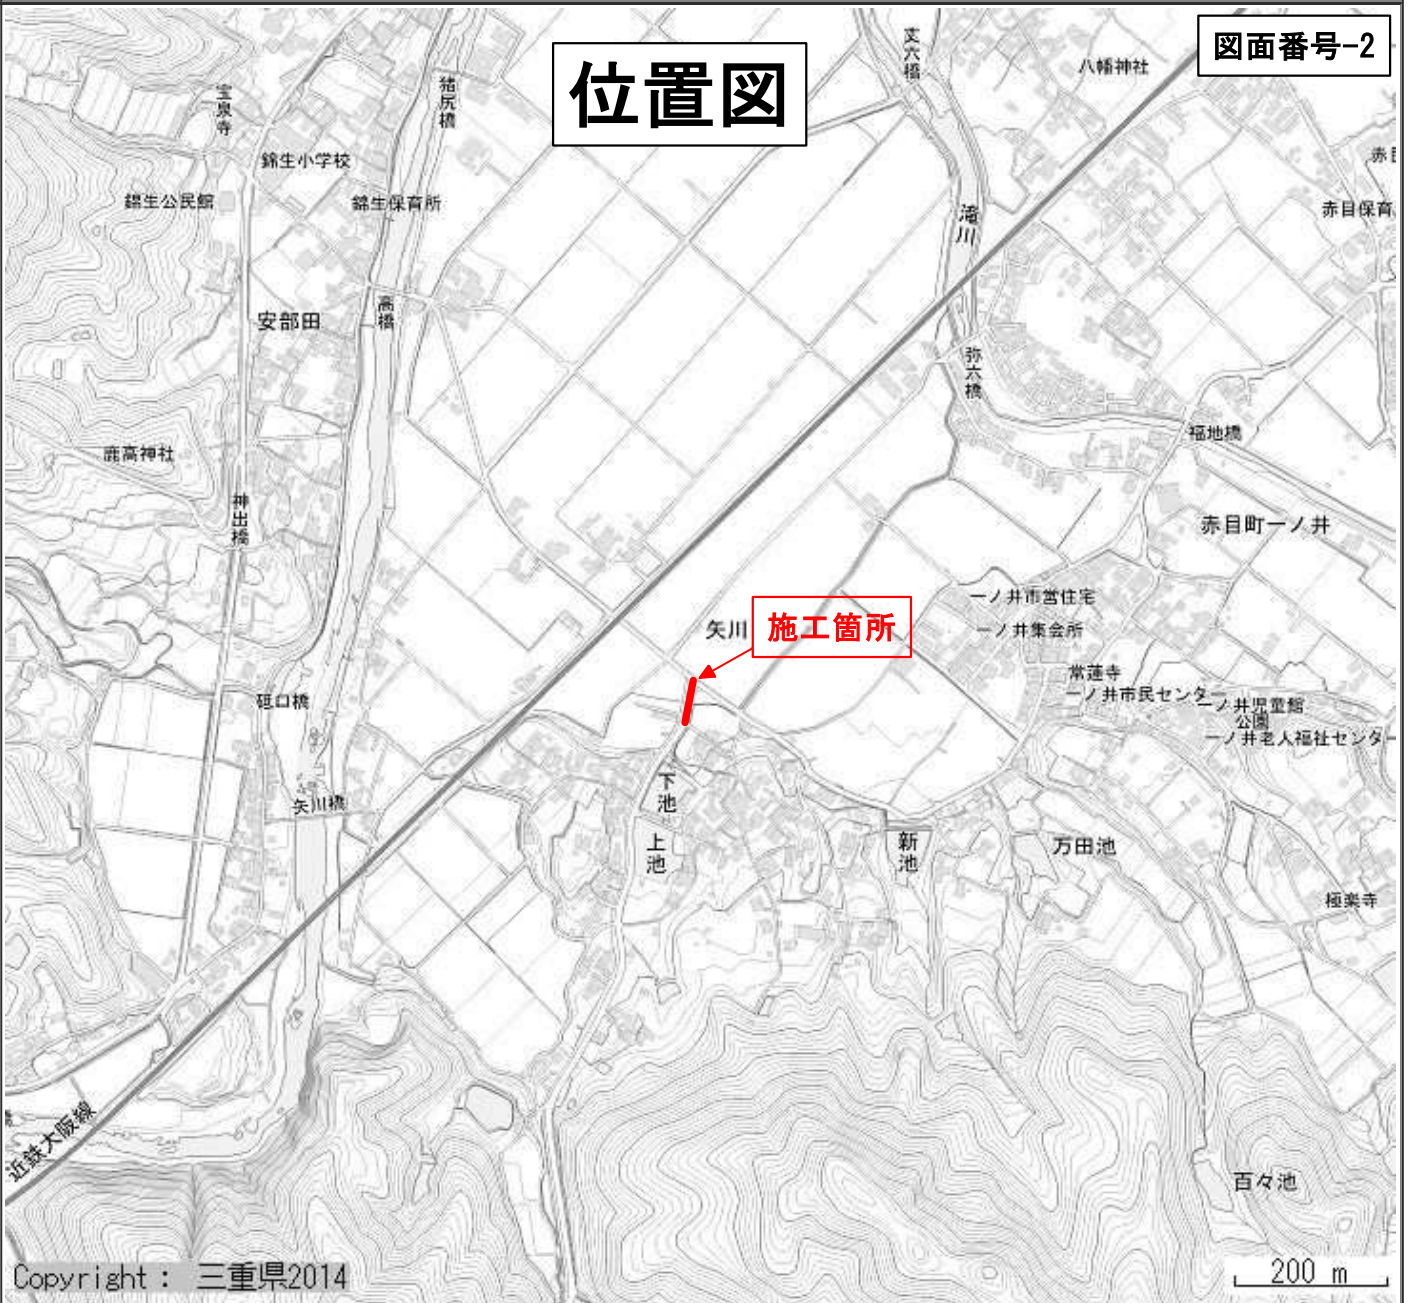 図面番号-2
位置図
丈六橋
八幡神社
猪尻橋
宝泉寺
錦生小学校
錦生公民館
錦生保育所
赤目保育
滝川
高橋
安部田
弥六橋
福地橋
鹿高神社
神出橋
赤目町一ノ井
一ノ井市営住宅
矢川
施工箇所
一ノ井集会所
常蓮寺
一ノ井市民センター
一ノ井児童館
公園
一ノ井老人福祉センター
砥口橋
矢川橋
下池
上池
新池
万田池
極楽寺
近鉄大阪線
百々池
Copyright : 三重県2014
200 m